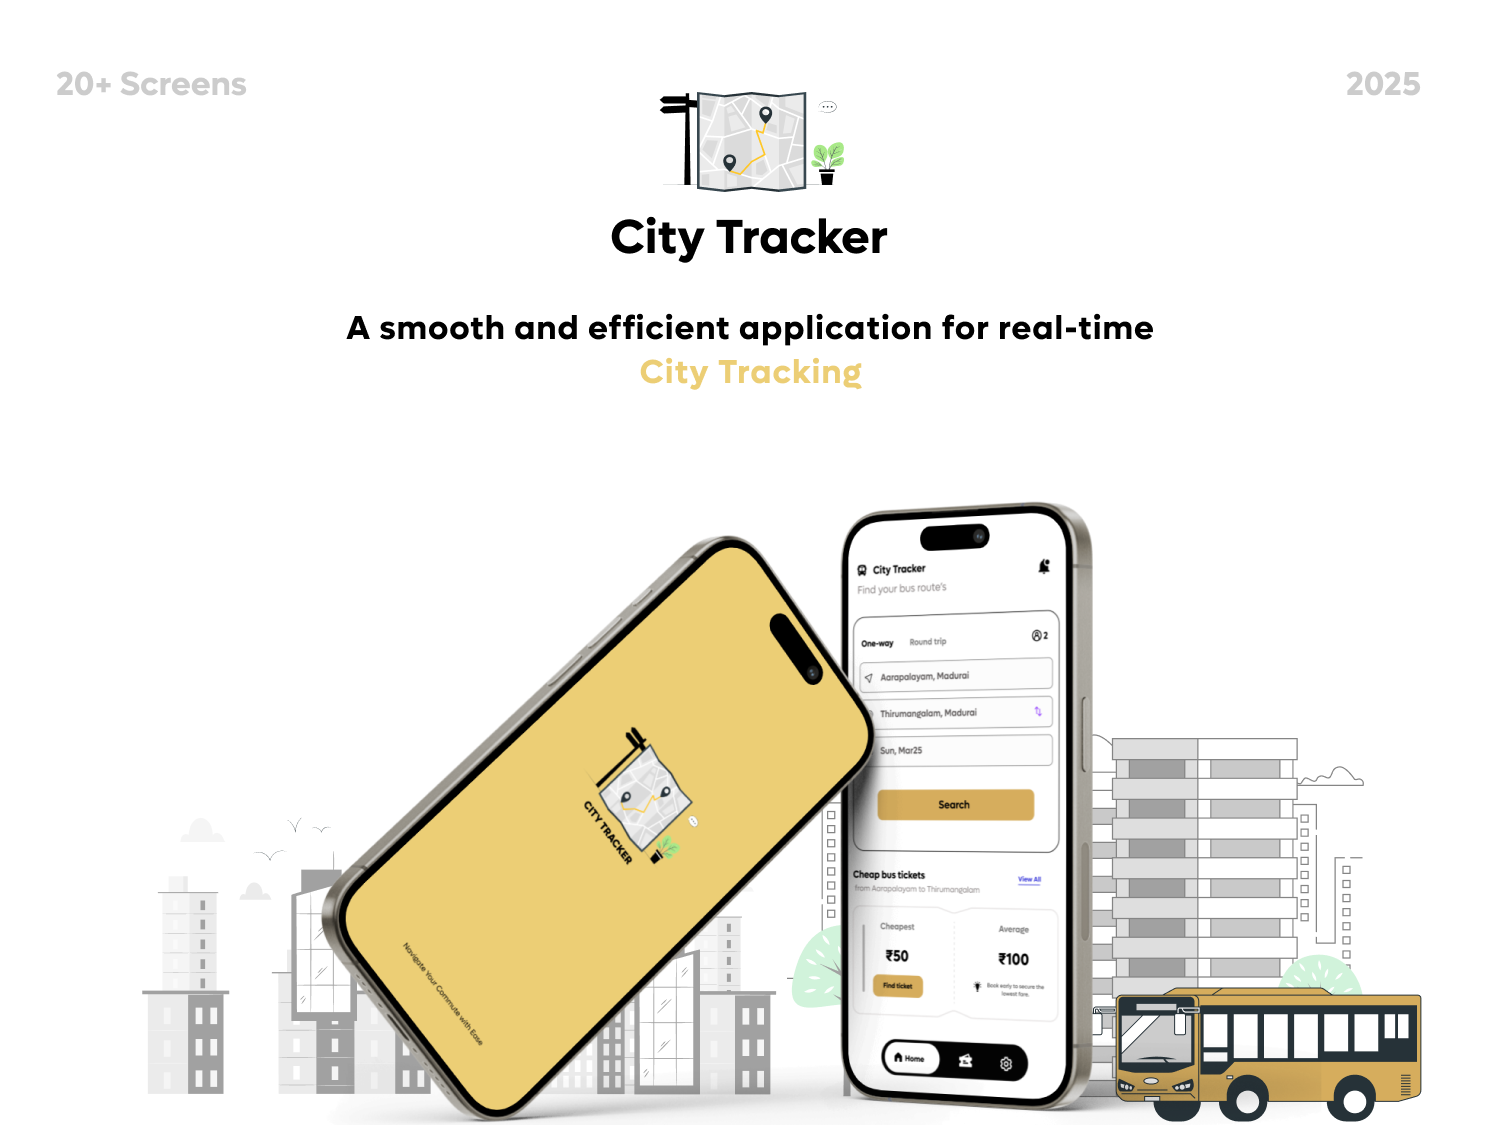 20+ Screens
2025
City Tracker
A smooth and efficient application for real-time
City Tracking
CITY TRACKER
Navigate Your Commute with Ease
City Tracker
Find your bus route's
One-way
Round trip
2
Aarapalayam, Madurai
Thirumangalam, Madurai
Sun, Mar25
Search
Cheap bus tickets
View All
from Aarapalayam to Thirumangalam
Cheapest
Average
₹50
₹100
Find ticket
Book early to secure the
lowest fare.
Home